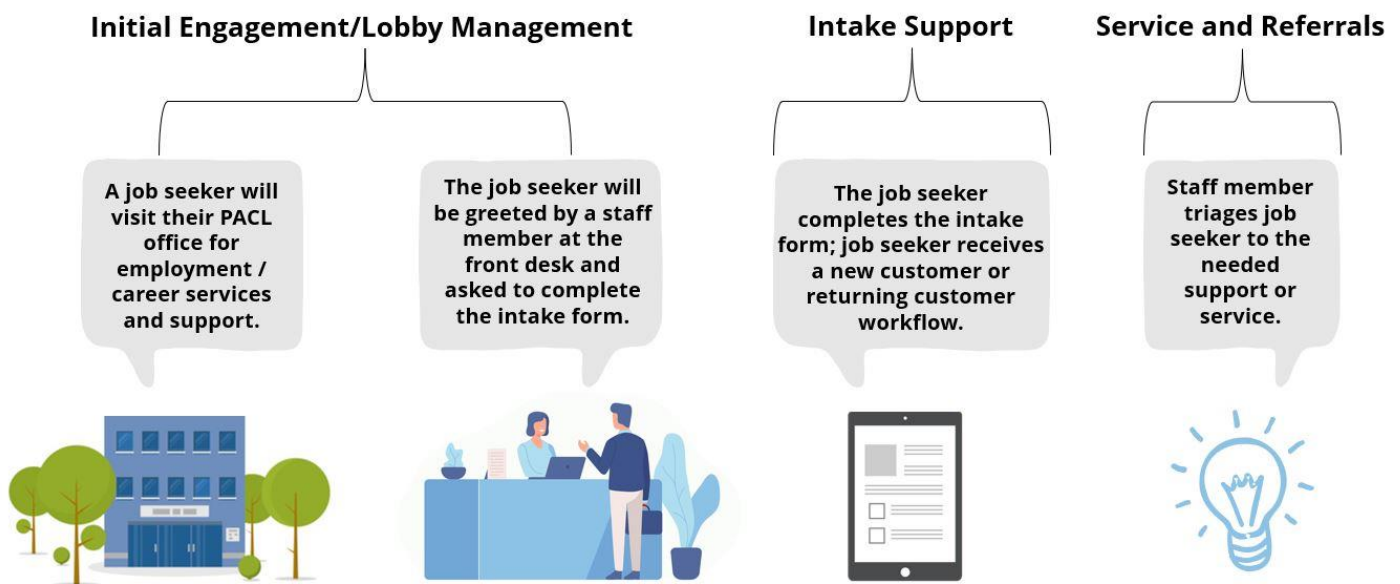 Initial Engagement/Lobby Management
Intake Support
Service and Referrals
A job seeker will
visit their PACL
office for
employment /
career services
and support.
The job seeker will
be greeted by a staff
member at the
front desk and
asked to complete
the intake form.
The job seeker
completes the intake
form; job seeker receives
a new customer or
returning customer
workflow.
Staff member
triages job
seeker to the
needed
support or
service.